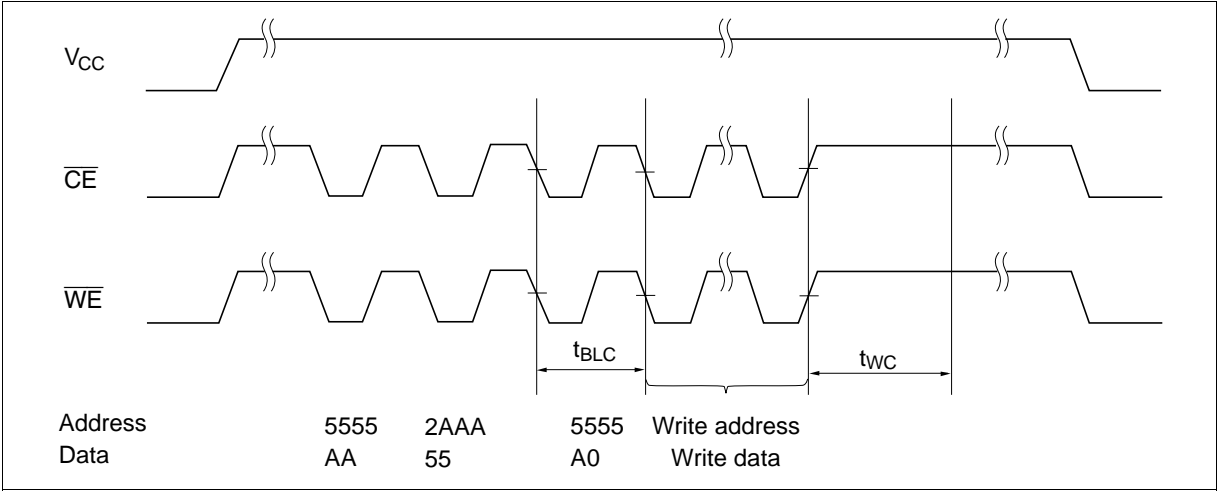 VCC
CE
WE
tBLC
tWC
Address 5555 2AAA 5555 Write address
Data AA 55 A0 Write data